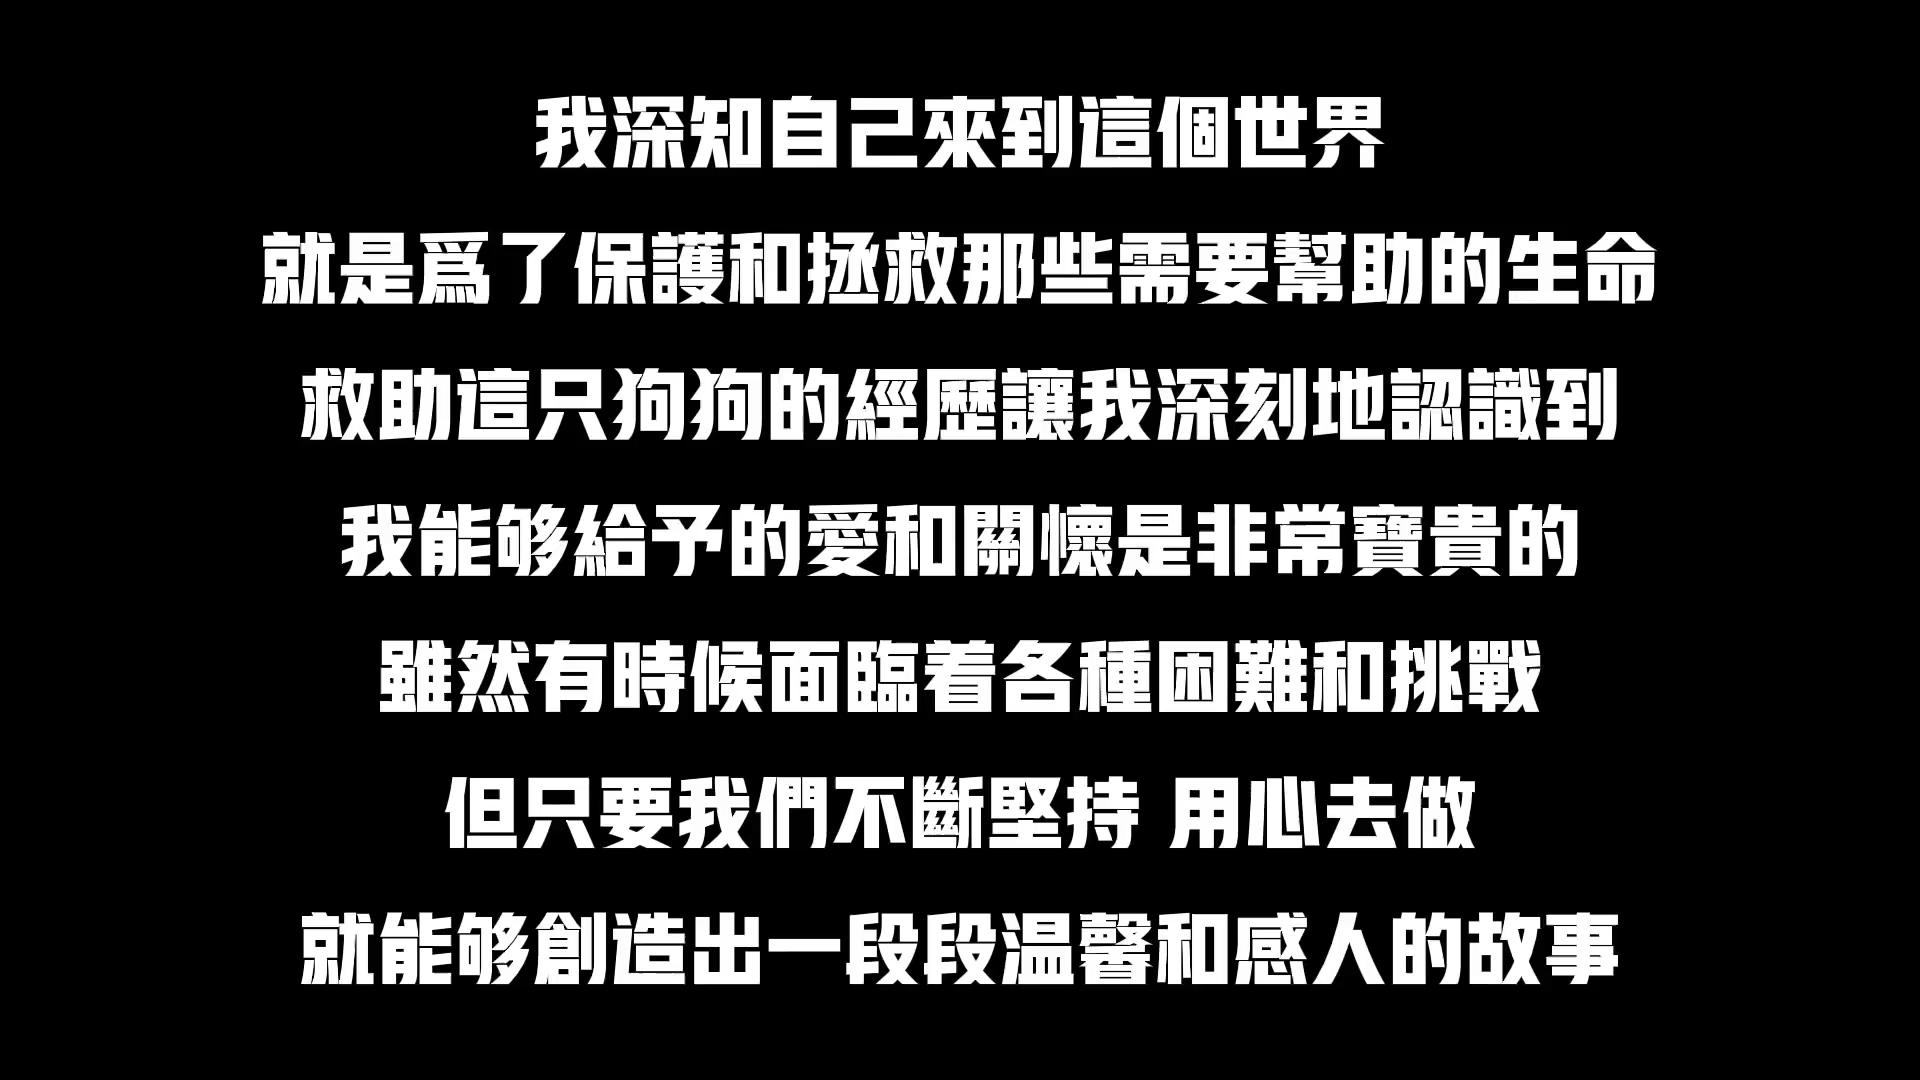 我深知自己來到這個世界
就是爲了保護和拯救那些需要幫助的生命
救助這只狗狗的經歷讓我深刻地認識到
我能够給予的愛和關懷是非常寶貴的
雖然有時候面臨着各種困難和挑戰
但只要我們不斷堅持 用心去做
就能够創造出一段段温馨和感人的故事